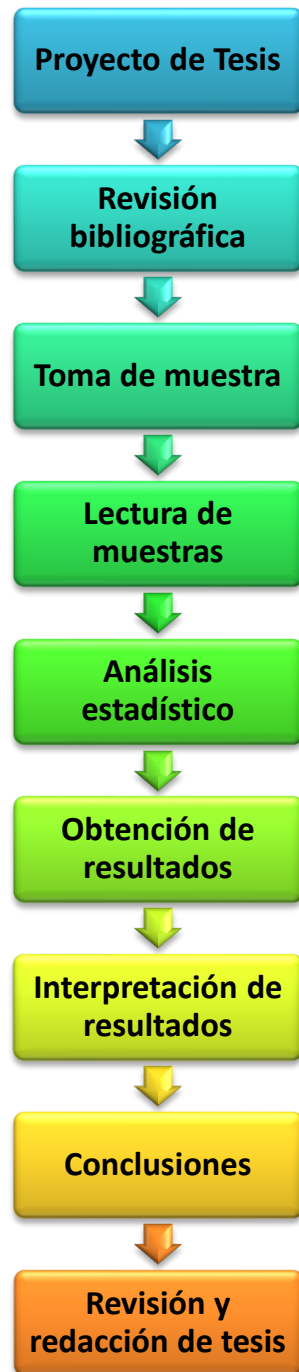 Proyecto de Tesis
Revisión
bibliográfica
Toma de muestra
Lectura de
muestras
Análisis
estadístico
Obtención de
resultados
Interpretación de
resultados
Conclusiones
Revisión y
redacción de tesis